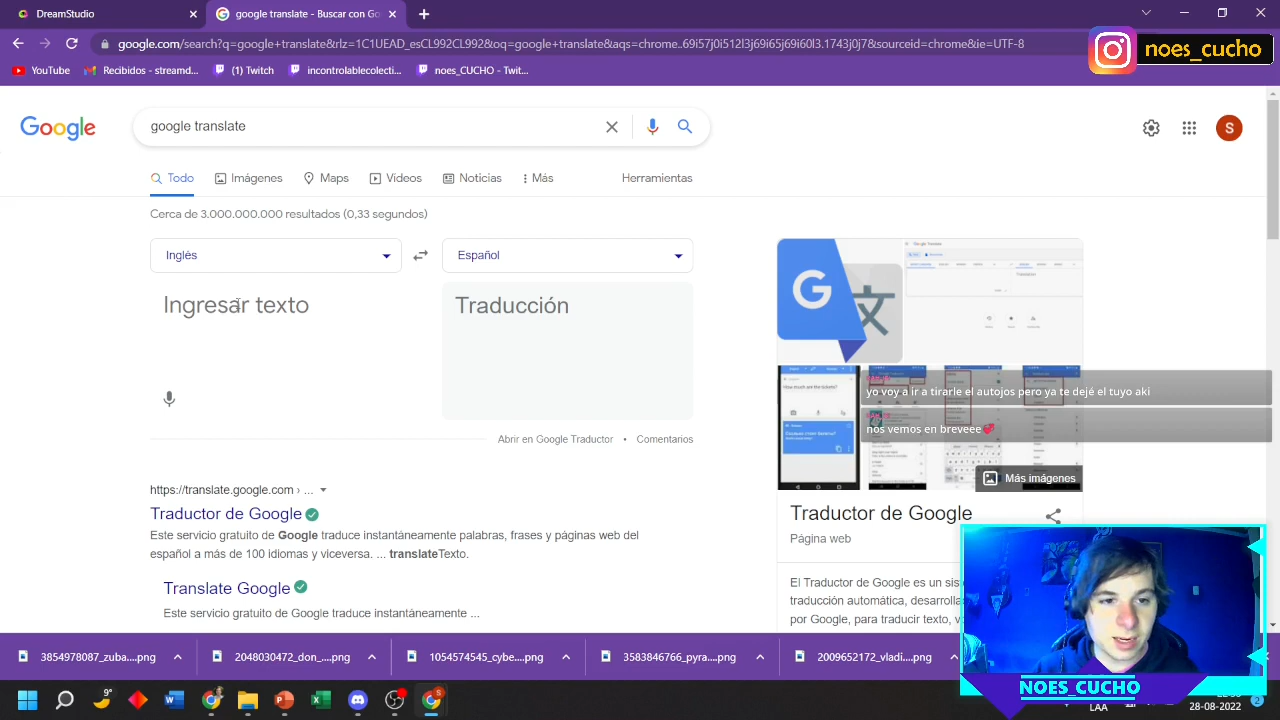 DreamStudio
google translate - Buscar con Go
google.com/search?q=google+translate&rlz=1C1UEAD_esCL992CL992&oq=google+translate&aqs=chrome..69i57j0i512l3j69i65j69i60l3.1743j0j7&sourceid=chrome&ie=UTF-8
noes_cucho
YouTube
Recibidos - streamd...
(1) Twitch
incontrolablecolecti...
noes_CUCHO - Twit...
Google
google translate
S
Todo
Imágenes
Maps
Vídeos
Noticias
Más
Herramientas
Cerca de 3.000.000.000 resultados (0,33 segundos)
Inglés
Español
Ingresar texto
Traducción
G
yo voy a ir a tirarle el autojos pero ya te dejé el tuyo aki
nos vemos en breveee
Abrir en Google Traductor • Comentarios
Más imágenes
https://translate.google.com › ...
Traductor de Google
Este servicio gratuito de Google traduce instantáneamente palabras, frases y páginas web del
español a más de 100 idiomas y viceversa. ... translateTexto.
Translate Google
Este servicio gratuito de Google traduce instantáneamente ...
Traductor de Google
Página web
El Traductor de Google es un sis
traducción automática, desarrolla
por Google, para traducir texto, v
3854978087_zuba....png
2048031472_don_....png
1054574545_cybe....png
3583846766_pyra....png
2009652172_vladi....png
NOES_CUCHO
9°
LAA
28-08-2022
2